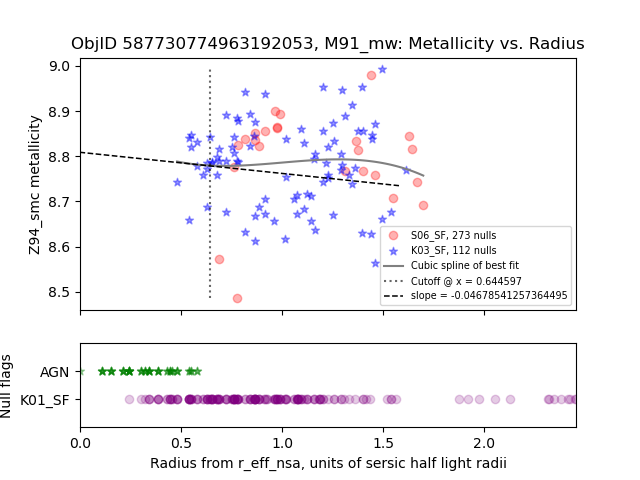 ObjID 587730774963192053, M91_mw: Metallicity vs. Radius
Z94_smc metallicity
9.0
8.9
8.8
8.7
8.6
8.5
S06_SF, 273 nulls
K03_SF, 112 nulls
Cubic spline of best fit
Cutoff @ x = 0.644597
slope = -0.04678541257364495
Null flags
AGN
K01_SF
0.0 0.5 1.0 1.5 2.0
Radius from r_eff_nsa, units of sersic half light radii